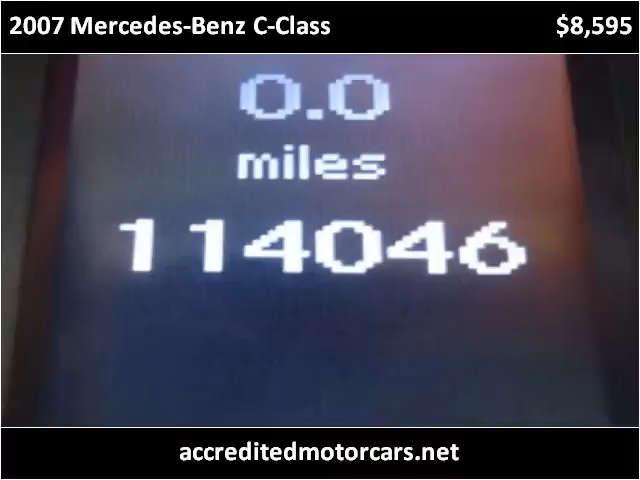 2007 Mercedes-Benz C-Class $8,595
0.0
miles
114046
accreditedmotorcars.net